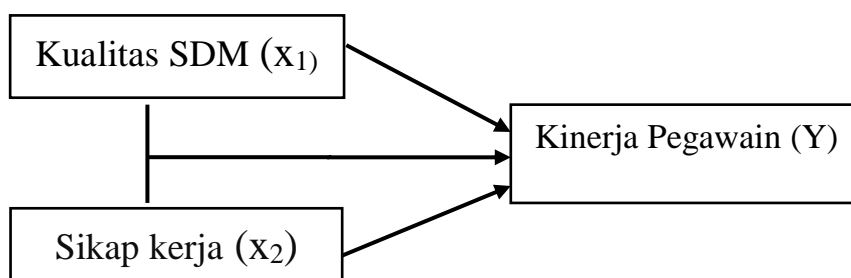 Kualitas SDM (x₁₎
Kinerja Pegawain (Y)
Sikap kerja (x₂)